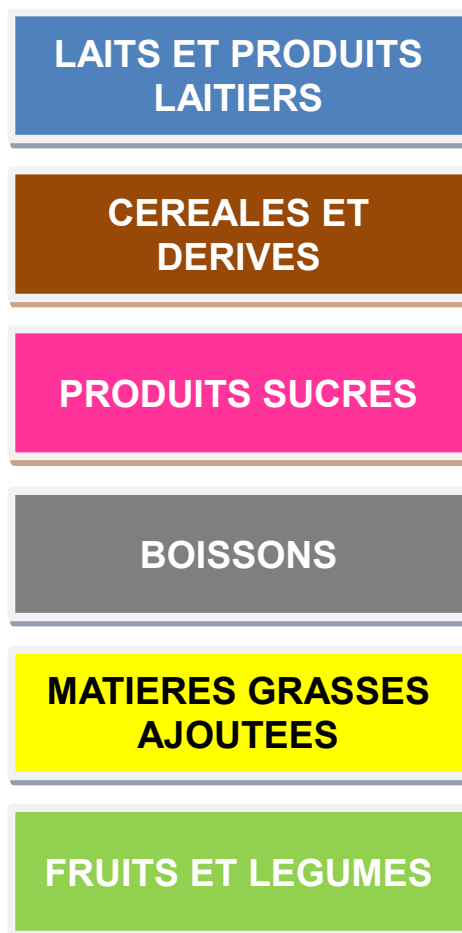 LAITS ET PRODUITS
LAITIERS
CEREALES ET
DERIVES
PRODUITS SUCRES
BOISSONS
MATIERES GRASSES
AJOUTEES
FRUITS ET LEGUMES